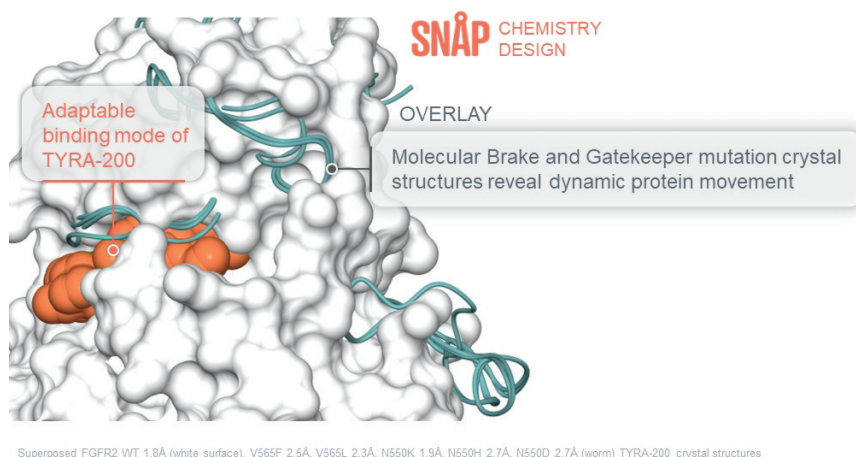 SNÅP CHEMISTRY
DESIGN
Adaptable
binding mode of
TYRA-200
OVERLAY
Molecular Brake and Gatekeeper mutation crystal
structures reveal dynamic protein movement
Superposed FGFR2 WT 1.8Å (white surface), V565F 2.5Å, V565L 2.3Å, N550K 1.9Å, N550H 2.7Å, N550D 2.7Å (worm) TYRA-200 crystal structures